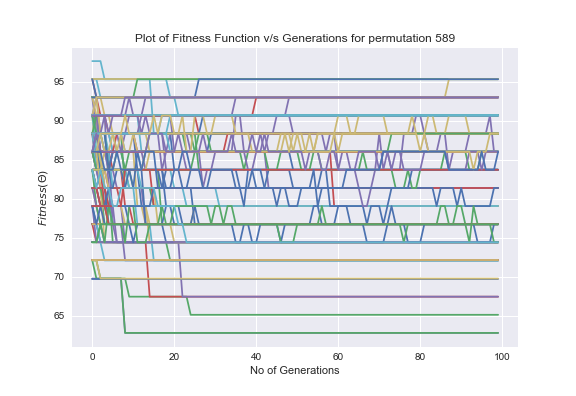 Plot of Fitness Function v/s Generations for permutation 589
95
90
85
80
75
70
65
Fitness(Θ)
0 20 40 60 80 100
No of Generations